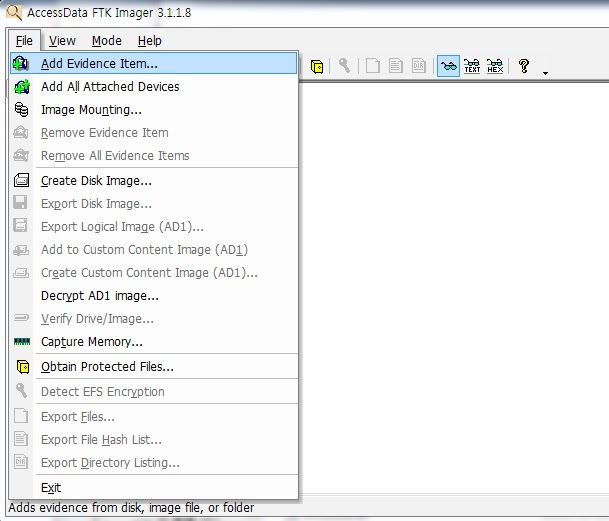 AccessData FTK Imager 3.1.1.8
File View Mode Help
Add Evidence Item...
Add All Attached Devices
Image Mounting...
Remove Evidence Item
Remove All Evidence Items
Create Disk Image...
Export Disk Image...
Export Logical Image (AD1)...
Add to Custom Content Image (AD1)
Create Custom Content Image (AD1)...
Decrypt AD1 image...
Verify Drive/Image...
Capture Memory...
Obtain Protected Files...
Detect EFS Encryption
Export Files...
Export File Hash List...
DIR Export Directory Listing...
Exit
DIR TEXT HEX ?
Adds evidence from disk, image file, or folder